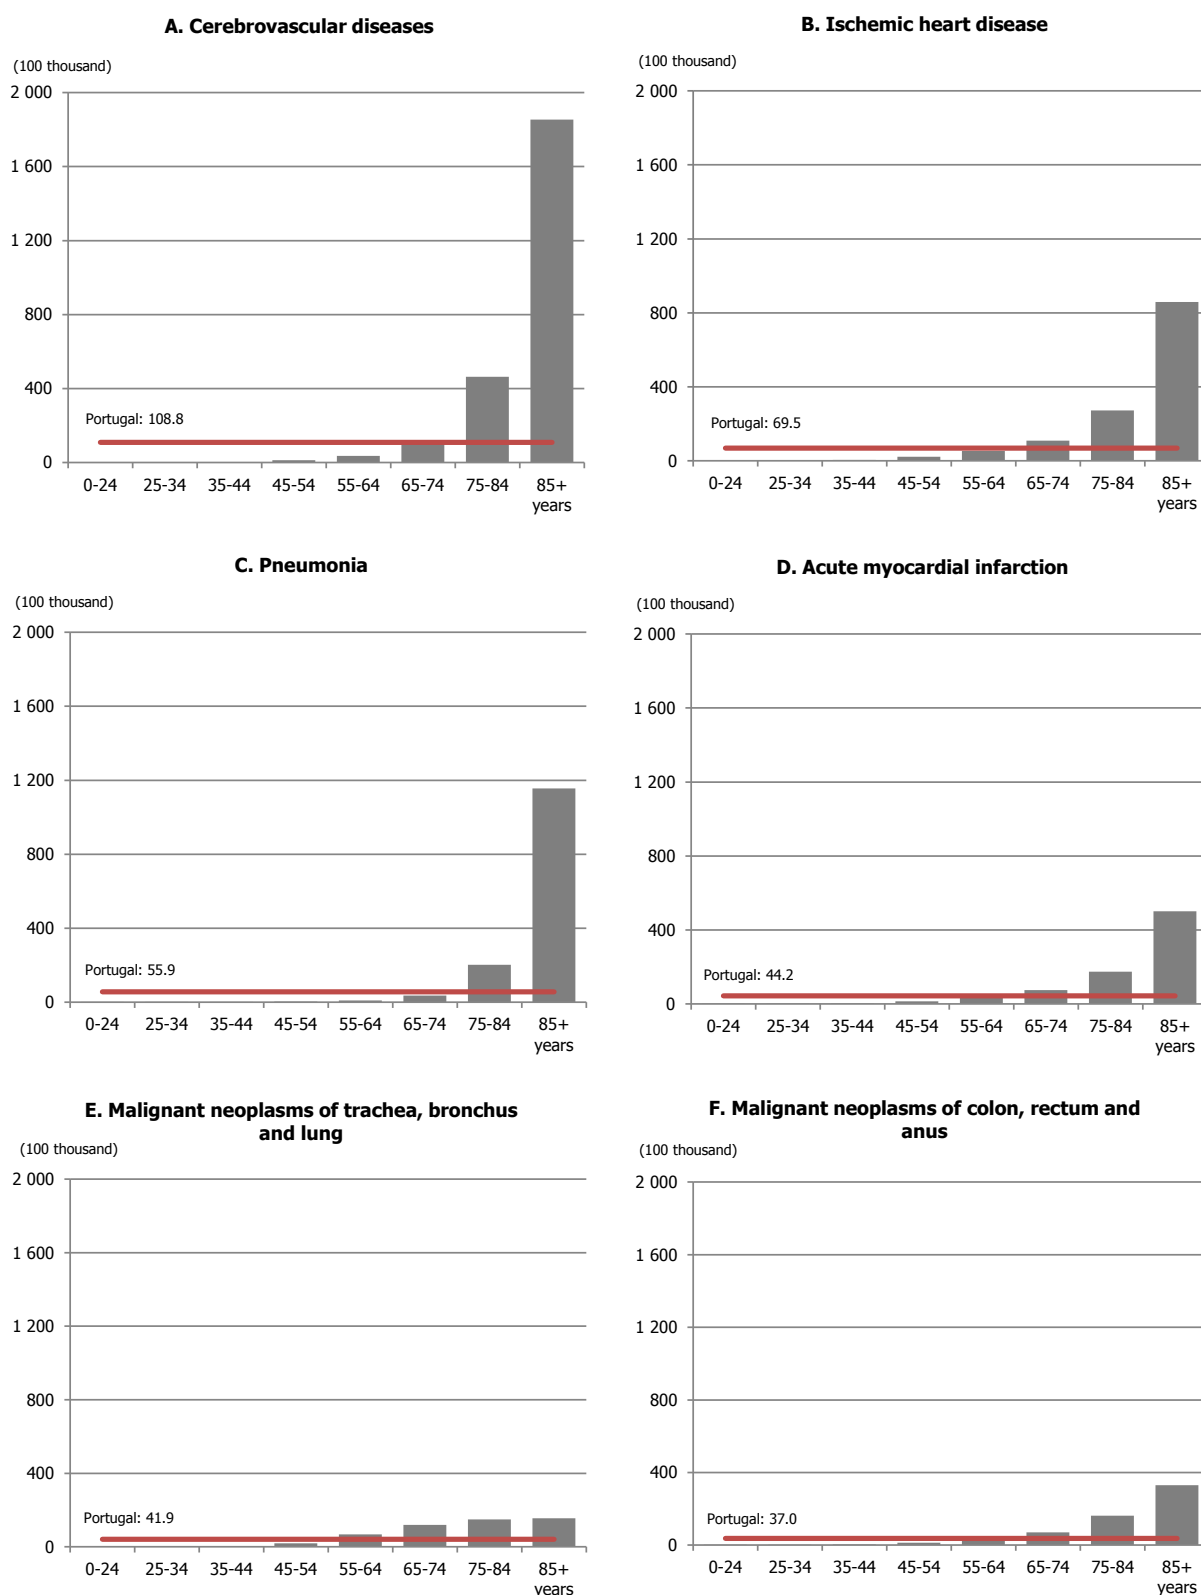 A. Cerebrovascular diseases
(100 thousand)
2 000
1 600
1 200
800
400
0
Portugal: 108.8
0-24 25-34 35-44 45-54 55-64 65-74 75-84 85+
years
B. Ischemic heart disease
(100 thousand)
2 000
1 600
1 200
800
400
0
Portugal: 69.5
0-24 25-34 35-44 45-54 55-64 65-74 75-84 85+
years
C. Pneumonia
(100 thousand)
2 000
1 600
1 200
800
400
0
Portugal: 55.9
0-24 25-34 35-44 45-54 55-64 65-74 75-84 85+
years
D. Acute myocardial infarction
(100 thousand)
2 000
1 600
1 200
800
400
0
Portugal: 44.2
0-24 25-34 35-44 45-54 55-64 65-74 75-84 85+
years
E. Malignant neoplasms of trachea, bronchus
and lung
(100 thousand)
2 000
1 600
1 200
800
400
0
Portugal: 41.9
0-24 25-34 35-44 45-54 55-64 65-74 75-84 85+
years
F. Malignant neoplasms of colon, rectum and
anus
(100 thousand)
2 000
1 600
1 200
800
400
0
Portugal: 37.0
0-24 25-34 35-44 45-54 55-64 65-74 75-84 85+
years